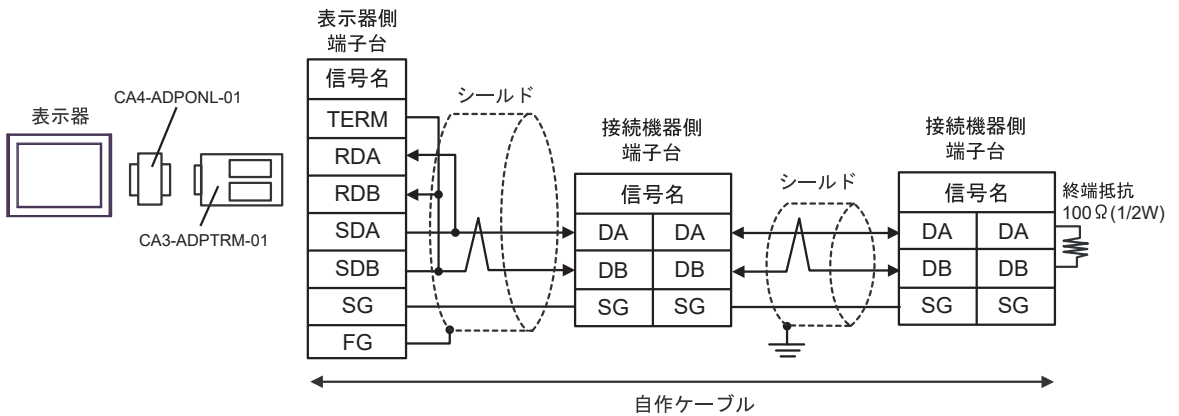 表示器
CA4-ADPONL-01
CA3-ADPTRM-01
表示器側
端子台
信号名
TERM
RDA
RDB
SDA
SDB
SG
FG
シールド
接続機器側
端子台
信号名
DA DA
DB DB
SG SG
シールド
接続機器側
端子台
信号名
DA DA
DB DB
SG SG
終端抵抗
100Ω(1/2W)
自作ケーブル